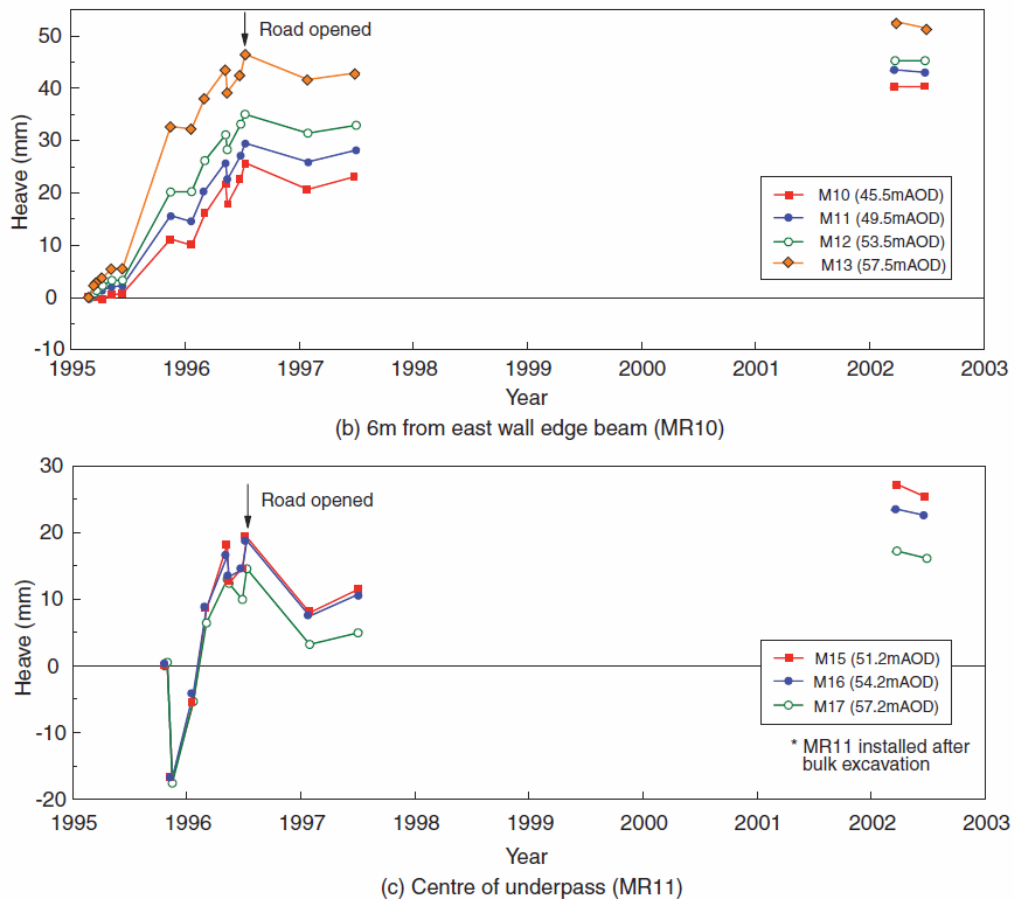 50
40
30
20
10
0
-10
Heave (mm)
Road opened
M10 (45.5mAOD)
M11 (49.5mAOD)
M12 (53.5mAOD)
M13 (57.5mAOD)
1995 1996 1997 1998 1999 2000 2001 2002 2003
Year
(b) 6m from east wall edge beam (MR10)
30
20
10
0
-10
-20
Heave (mm)
Road opened
M15 (51.2mAOD)
M16 (54.2mAOD)
M17 (57.2mAOD)
* MR11 installed after
bulk excavation
1995 1996 1997 1998 1999 2000 2001 2002 2003
Year
(c) Centre of underpass (MR11)